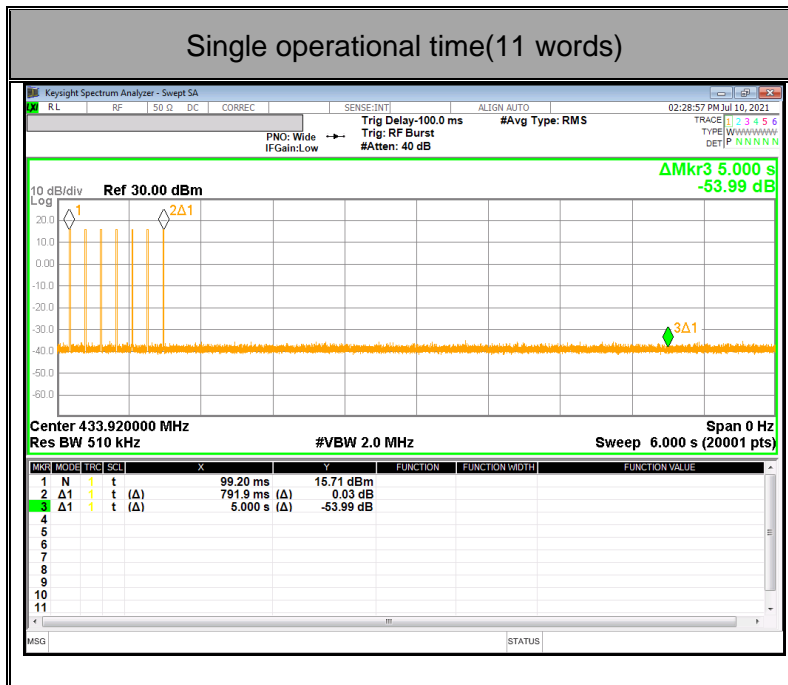 Single operational time(11 words)
Keysight Spectrum Analyzer - Swept SA
LXI RL RF 50 Ω DC CORREC SENSE:INT ALIGN AUTO 02:28:57 PM Jul 10, 2021
Trig Delay-100.0 ms #Avg Type: RMS TRACE 1 2 3 4 5 6
PNO: Wide Trig: RF Burst TYPE WWWWWW
IFGain:Low #Atten: 40 dB DET P N N N N N
ΔMkr3 5.000 s
10 dB/div Ref 30.00 dBm -53.99 dB
Log
1 2Δ1
20.0
10.0
0.00
-10.0
-20.0
-30.0
3Δ1
-40.0
-50.0
-60.0
Center 433.920000 MHz Span 0 Hz
Res BW 510 kHz #VBW 2.0 MHz Sweep 6.000 s (20001 pts)
MKR MODE TRC SCL X Y FUNCTION FUNCTION WIDTH FUNCTION VALUE
1 N 1 t 99.20 ms 15.71 dBm
2 Δ1 1 t (Δ) 791.9 ms (Δ) 0.03 dB
3 Δ1 1 t (Δ) 5.000 s (Δ) -53.99 dB
4
5
6
7
8
9
10
11
MSG STATUS